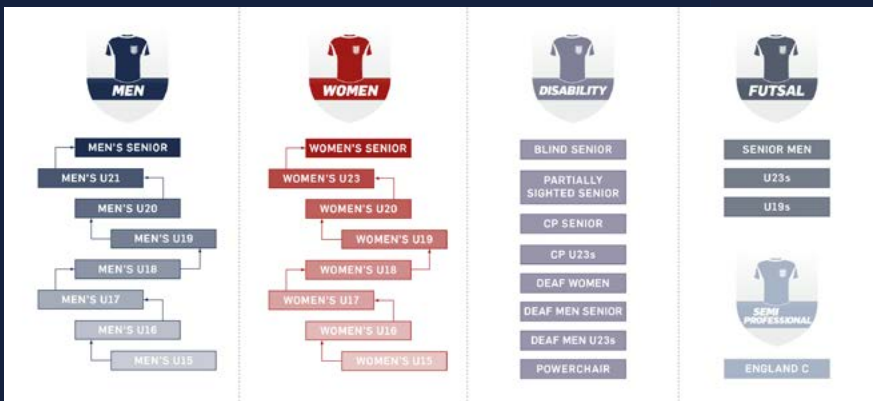 MEN
MEN'S SENIOR
MEN'S U21
MEN'S U20
MEN'S U19
MEN'S U18
MEN'S U17
MEN'S U16
MEN'S U15
WOMEN
WOMEN'S SENIOR
WOMEN'S U23
WOMEN'S U20
WOMEN'S U19
WOMEN'S U18
WOMEN'S U17
WOMEN'S U16
WOMEN'S U15
DISABILITY
BLIND SENIOR
PARTIALLY
SIGHTED SENIOR
CP SENIOR
CP U23s
DEAF WOMEN
DEAF MEN SENIOR
DEAF MEN U23s
POWERCHAIR
FUTSAL
SENIOR MEN
U23s
U19s
SEMI
PROFESSIONAL
ENGLAND C